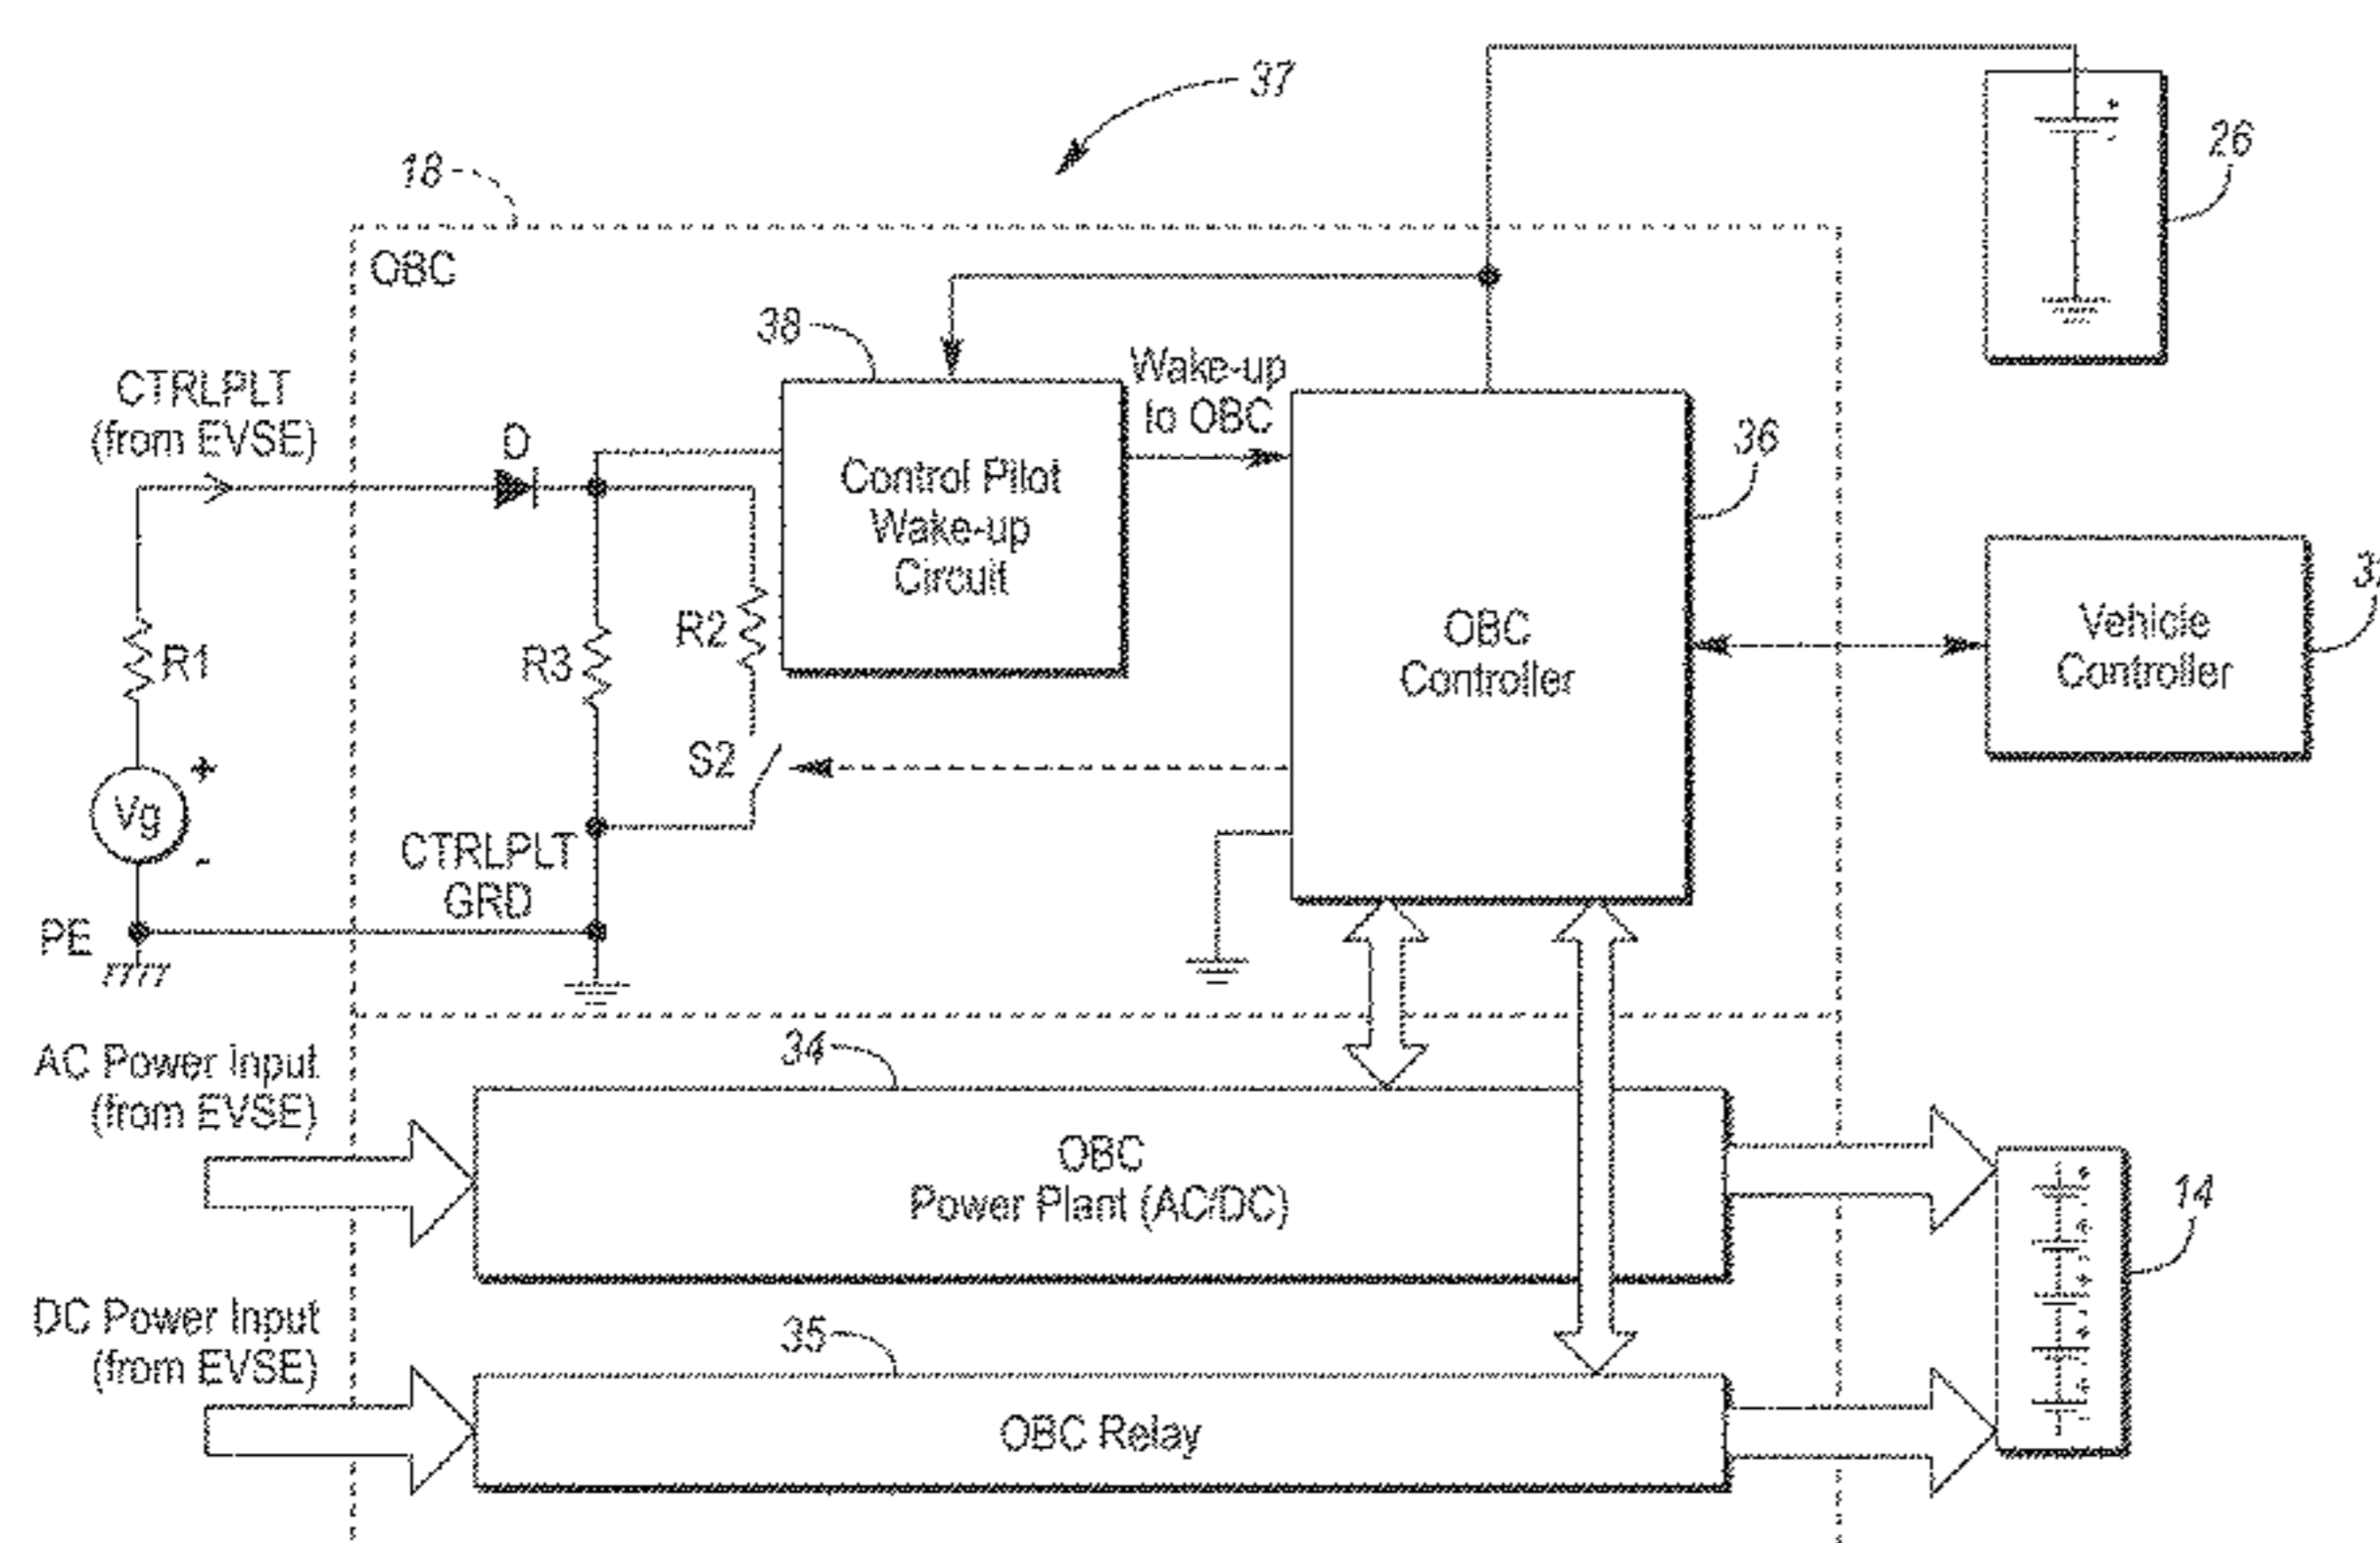 37
26
18
OBC
38
Wake-up
to OBC
CTRLPLT
(from EVSE)
D
36
Control Pilot
Wake-up
Circuit
R1
R3
R2
OBC
Controller
Vehicle
Controller
S2
+
Vg
-
CTRLPLT
GRD
PE
34
AC Power Input
(from EVSE)
OBC
Power Plant (AC/DC)
14
DC Power Input
(from EVSE)
35
OBC Relay